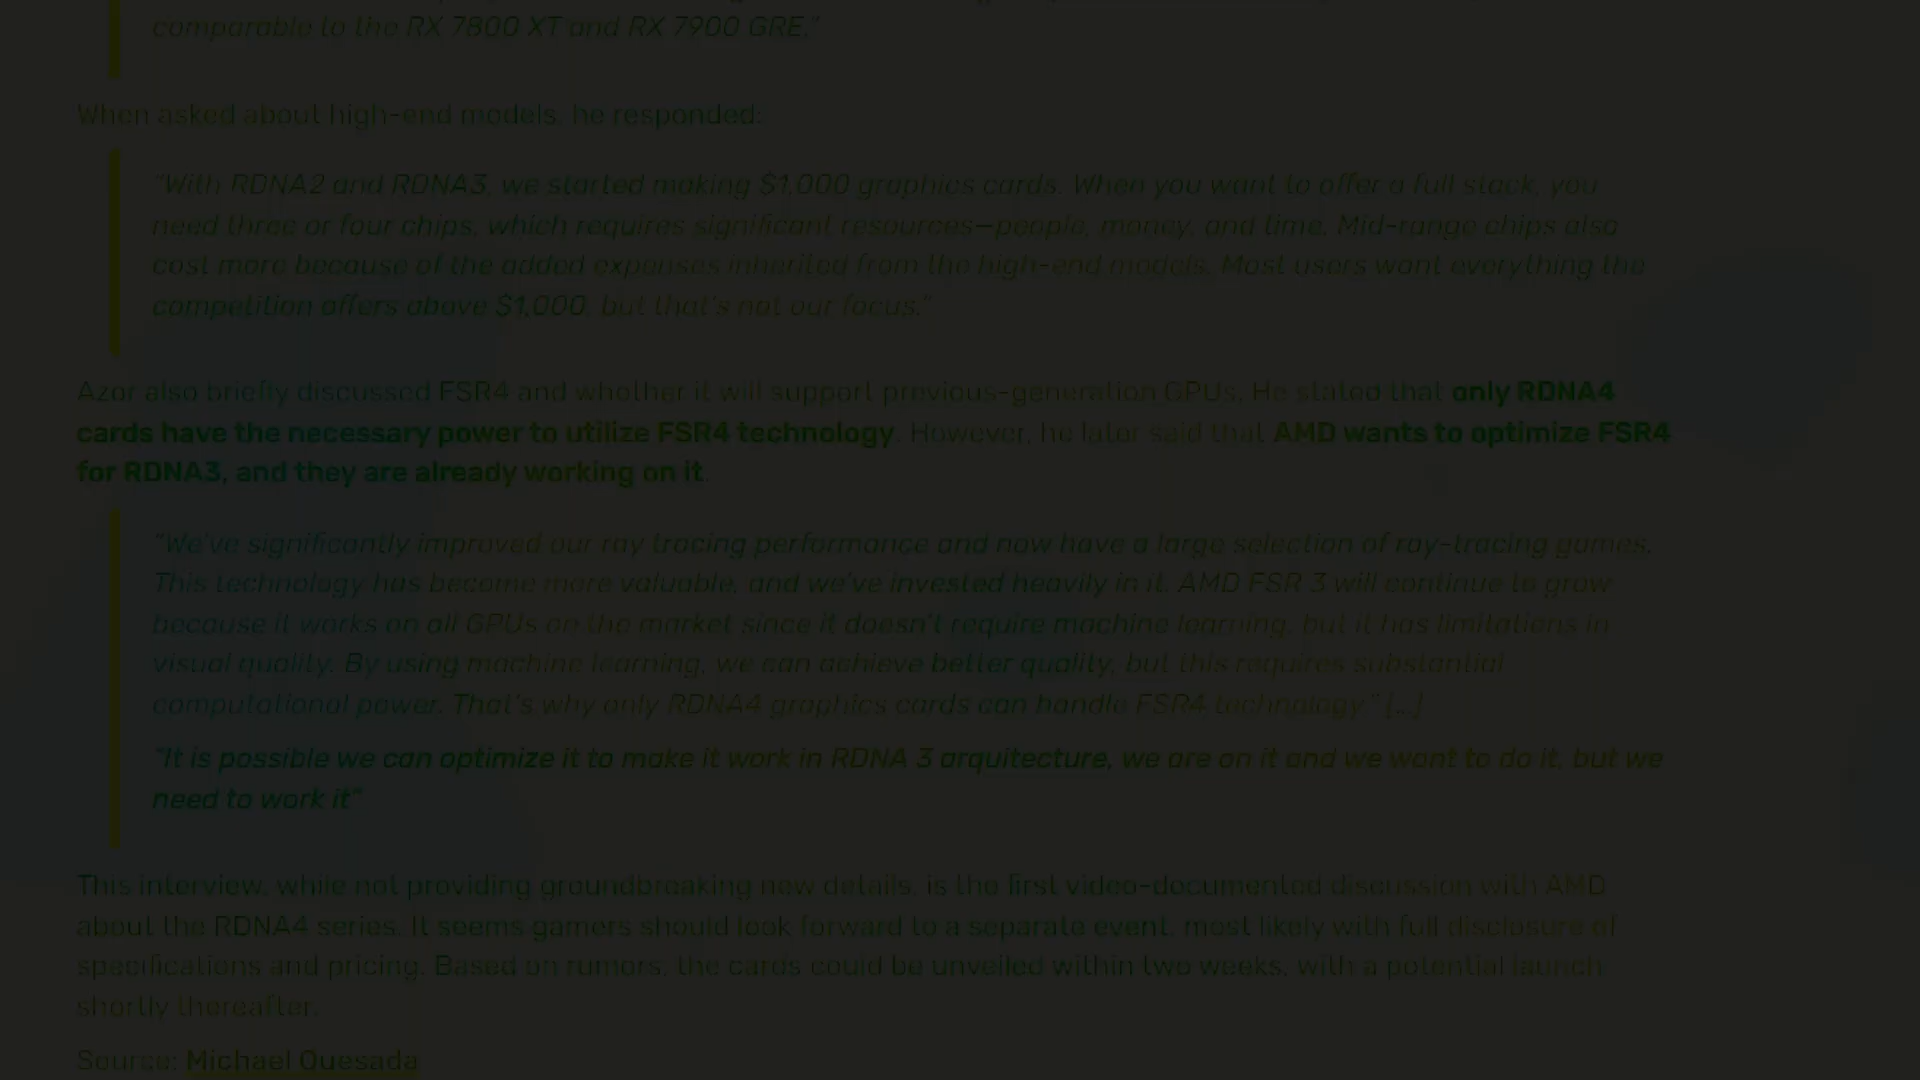 comparable to the RX 7800 XT and RX 7900 GRE."
When asked about high-end models, he responded:
"With RDNA2 and RDNA3, we started making $1,000 graphics cards. When you want to offer a full stack, you
need three or four chips, which requires significant resources—people, money, and time. Mid-range chips also
cost more because of the added expenses inherited from the high-end models. Most users want everything the
competition offers above $1,000, but that's not our focus."
Azor also briefly discussed FSR4 and whether it will support previous-generation GPUs. He stated that only RDNA4
cards have the necessary power to utilize FSR4 technology. However, he later said that AMD wants to optimize FSR4
for RDNA3, and they are already working on it.
"We've significantly improved our ray tracing performance and now have a large selection of ray-tracing games.
This technology has become more valuable, and we've invested heavily in it. AMD FSR 3 will continue to grow
because it works on all GPUs on the market since it doesn't require machine learning, but it has limitations in
visual quality. By using machine learning, we can achieve better quality, but this requires substantial
computational power. That's why only RDNA4 graphics cards can handle FSR4 technology." [...]
"It is possible we can optimize it to make it work in RDNA 3 arquitecture, we are on it and we want to do it, but we
need to work it"
This interview, while not providing groundbreaking new details, is the first video-documented discussion with AMD
about the RDNA4 series. It seems gamers should look forward to a separate event, most likely with full disclosure of
specifications and pricing. Based on rumors, the cards could be unveiled within two weeks, with a potential launch
shortly thereafter.
Source: Michael Quesada